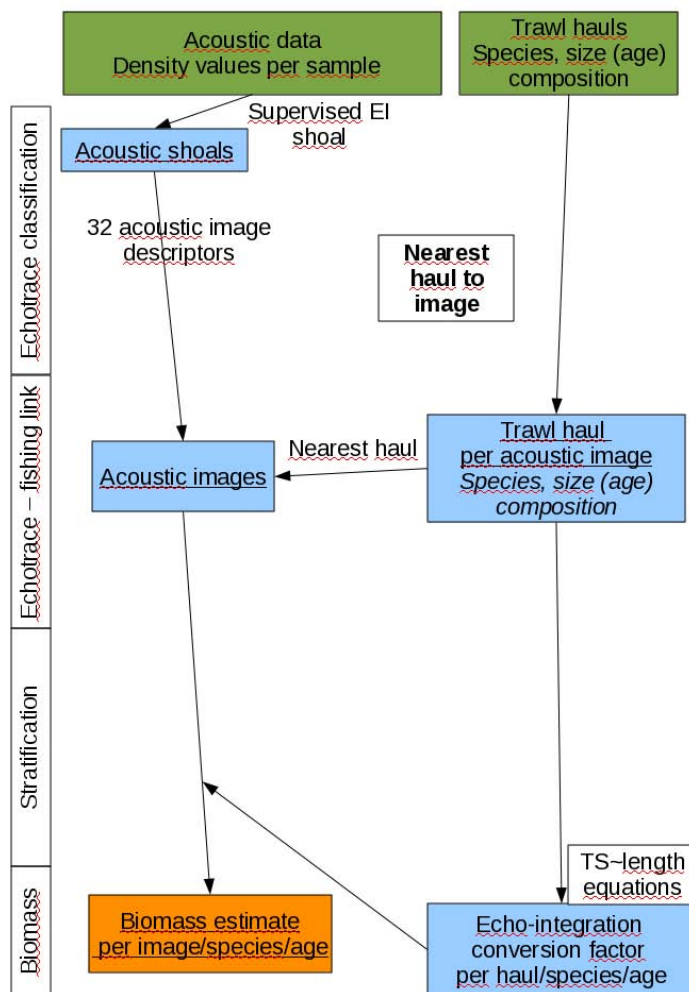 Acoustic data
Density values per sample
Trawl hauls
Species, size (age)
composition
Supervised EI
shoal
Acoustic shoals
32 acoustic image
descriptors
Nearest
haul to
image
Echotrace classification
Trawl haul
per acoustic image
Species, size (age)
composition
Nearest haul
Acoustic images
Echotrace – fishing link
Stratification
TS~length
equations
Biomass estimate
per image/species/age
Echo-integration
conversion factor
per haul/species/age
Biomass